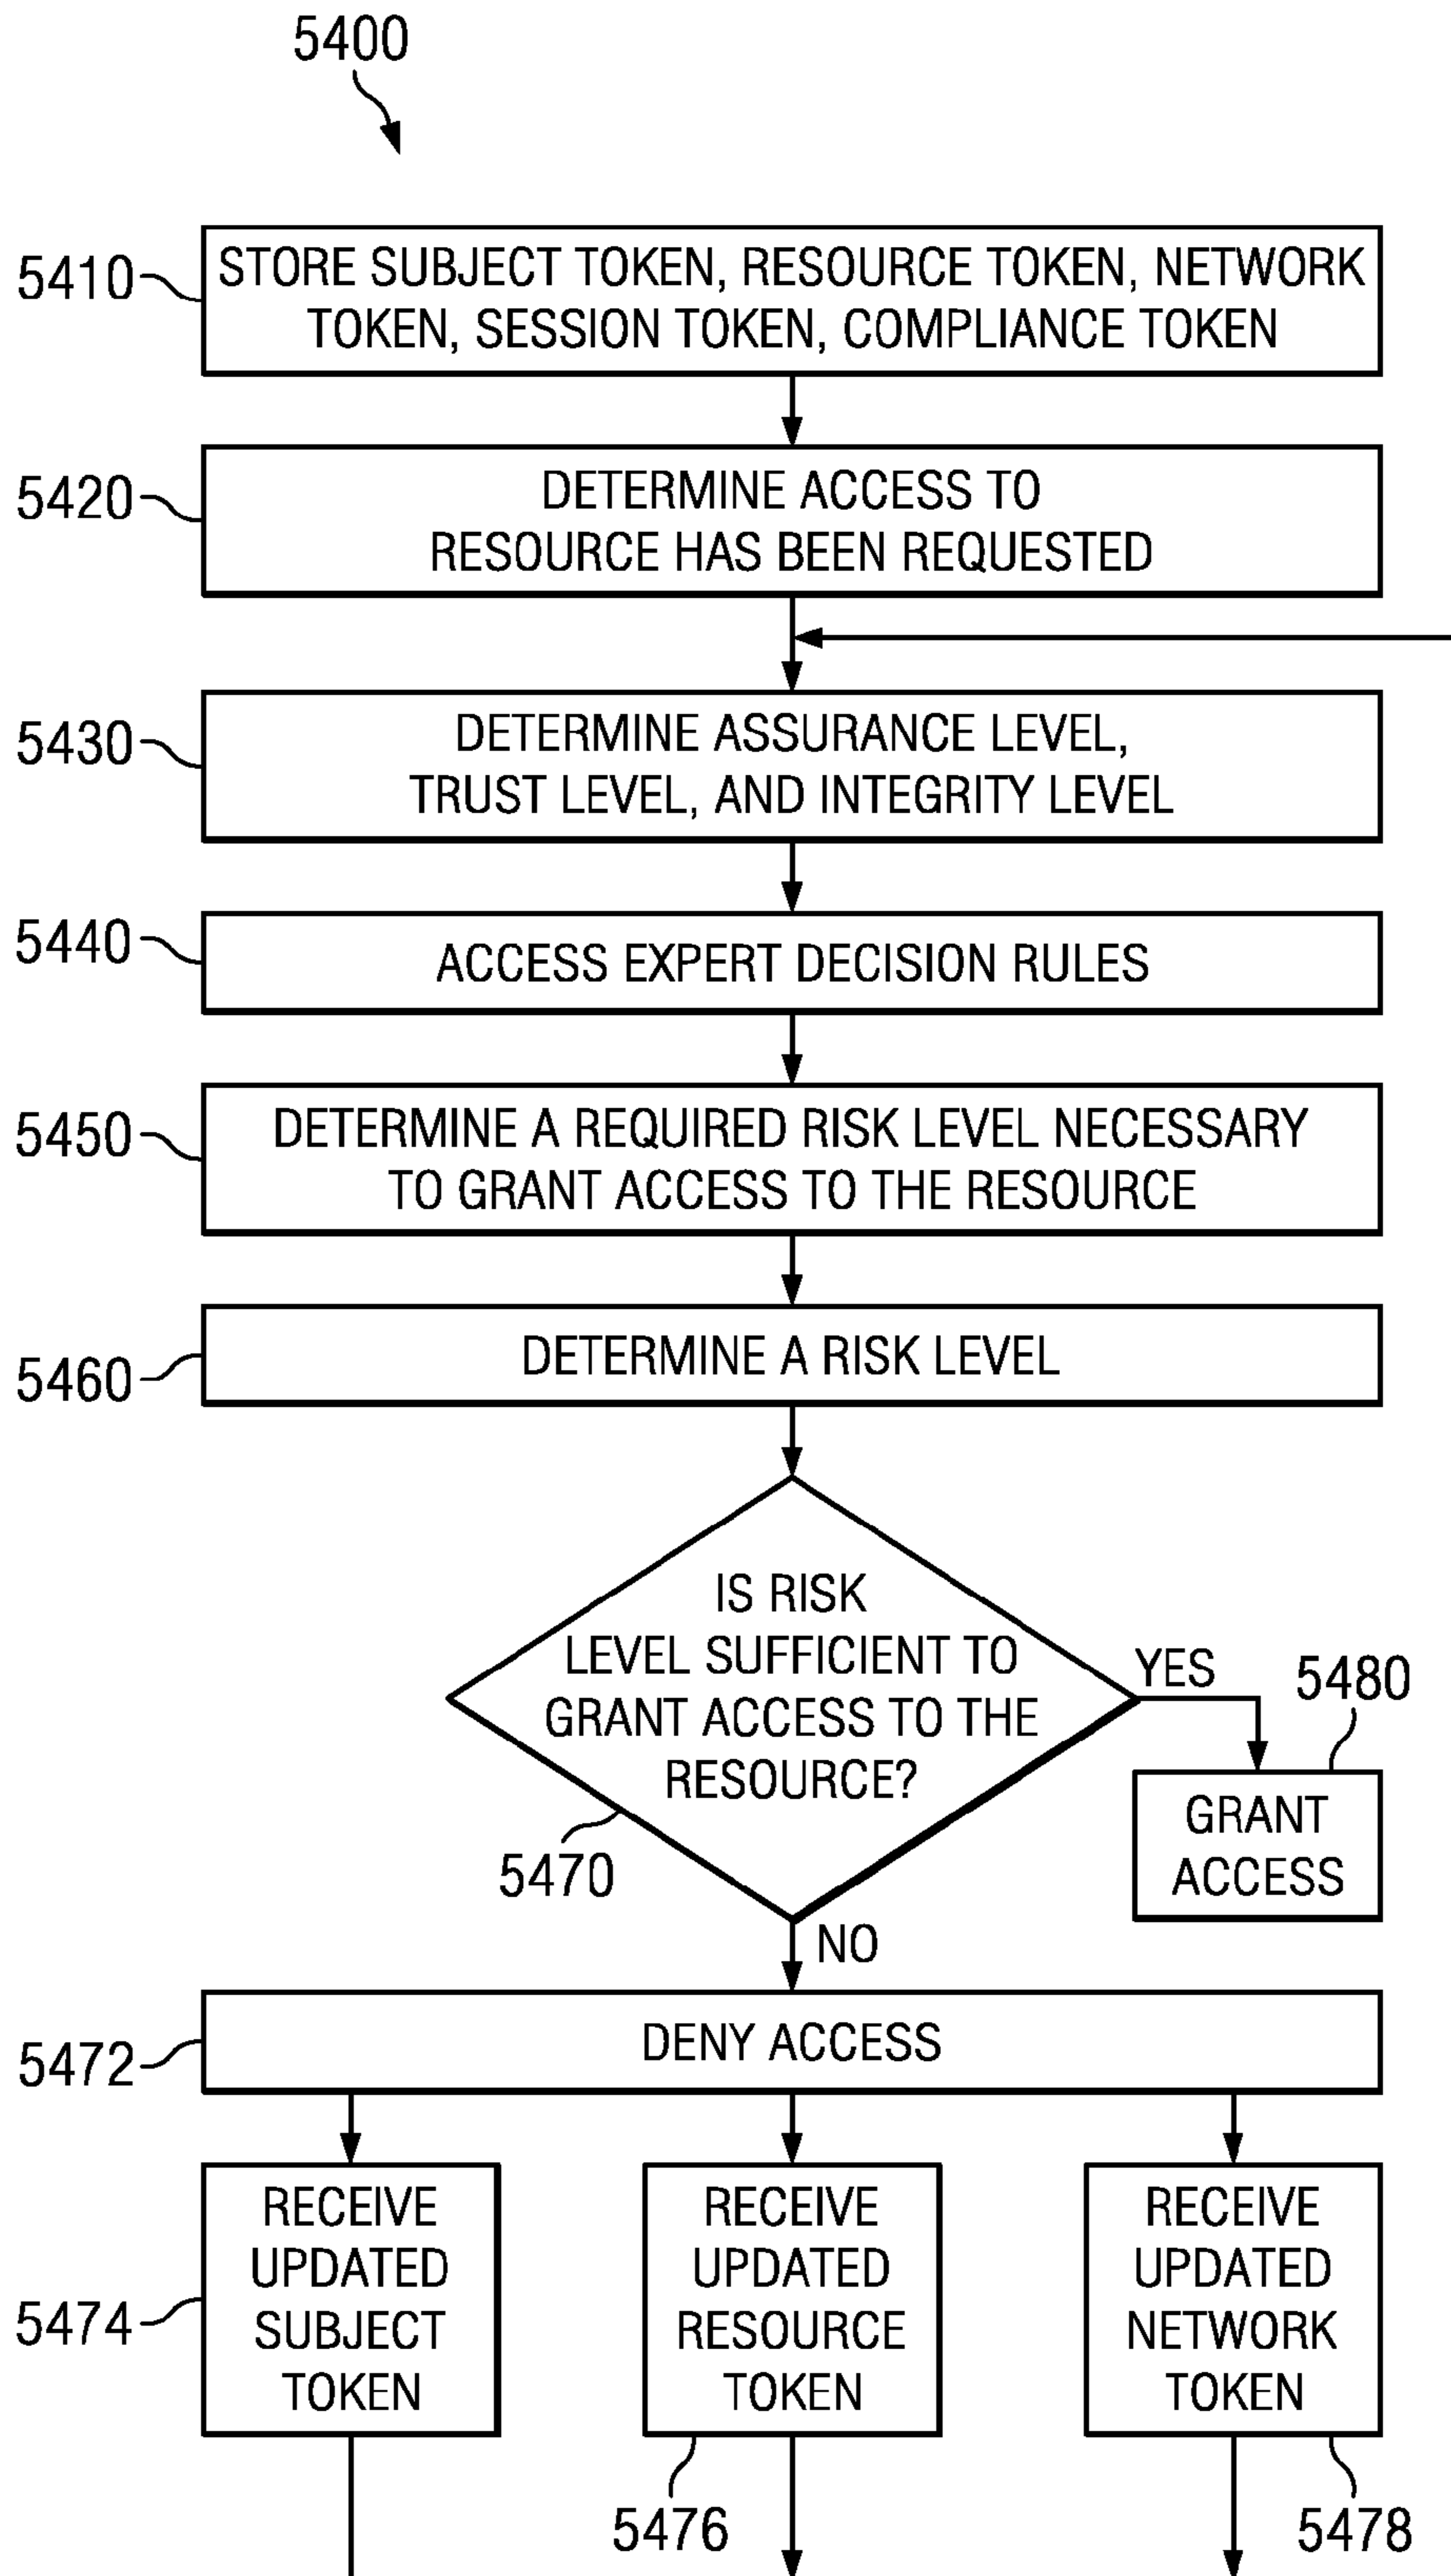 5400
5410
STORE SUBJECT TOKEN, RESOURCE TOKEN, NETWORK
TOKEN, SESSION TOKEN, COMPLIANCE TOKEN
5420
DETERMINE ACCESS TO
RESOURCE HAS BEEN REQUESTED
5430
DETERMINE ASSURANCE LEVEL,
TRUST LEVEL, AND INTEGRITY LEVEL
5440
ACCESS EXPERT DECISION RULES
5450
DETERMINE A REQUIRED RISK LEVEL NECESSARY
TO GRANT ACCESS TO THE RESOURCE
5460
DETERMINE A RISK LEVEL
IS RISK
LEVEL SUFFICIENT TO
GRANT ACCESS TO THE
RESOURCE?
5470
YES
5480
GRANT
ACCESS
NO
5472
DENY ACCESS
5474
RECEIVE
UPDATED
SUBJECT
TOKEN
RECEIVE
UPDATED
RESOURCE
TOKEN
5476
RECEIVE
UPDATED
NETWORK
TOKEN
5478